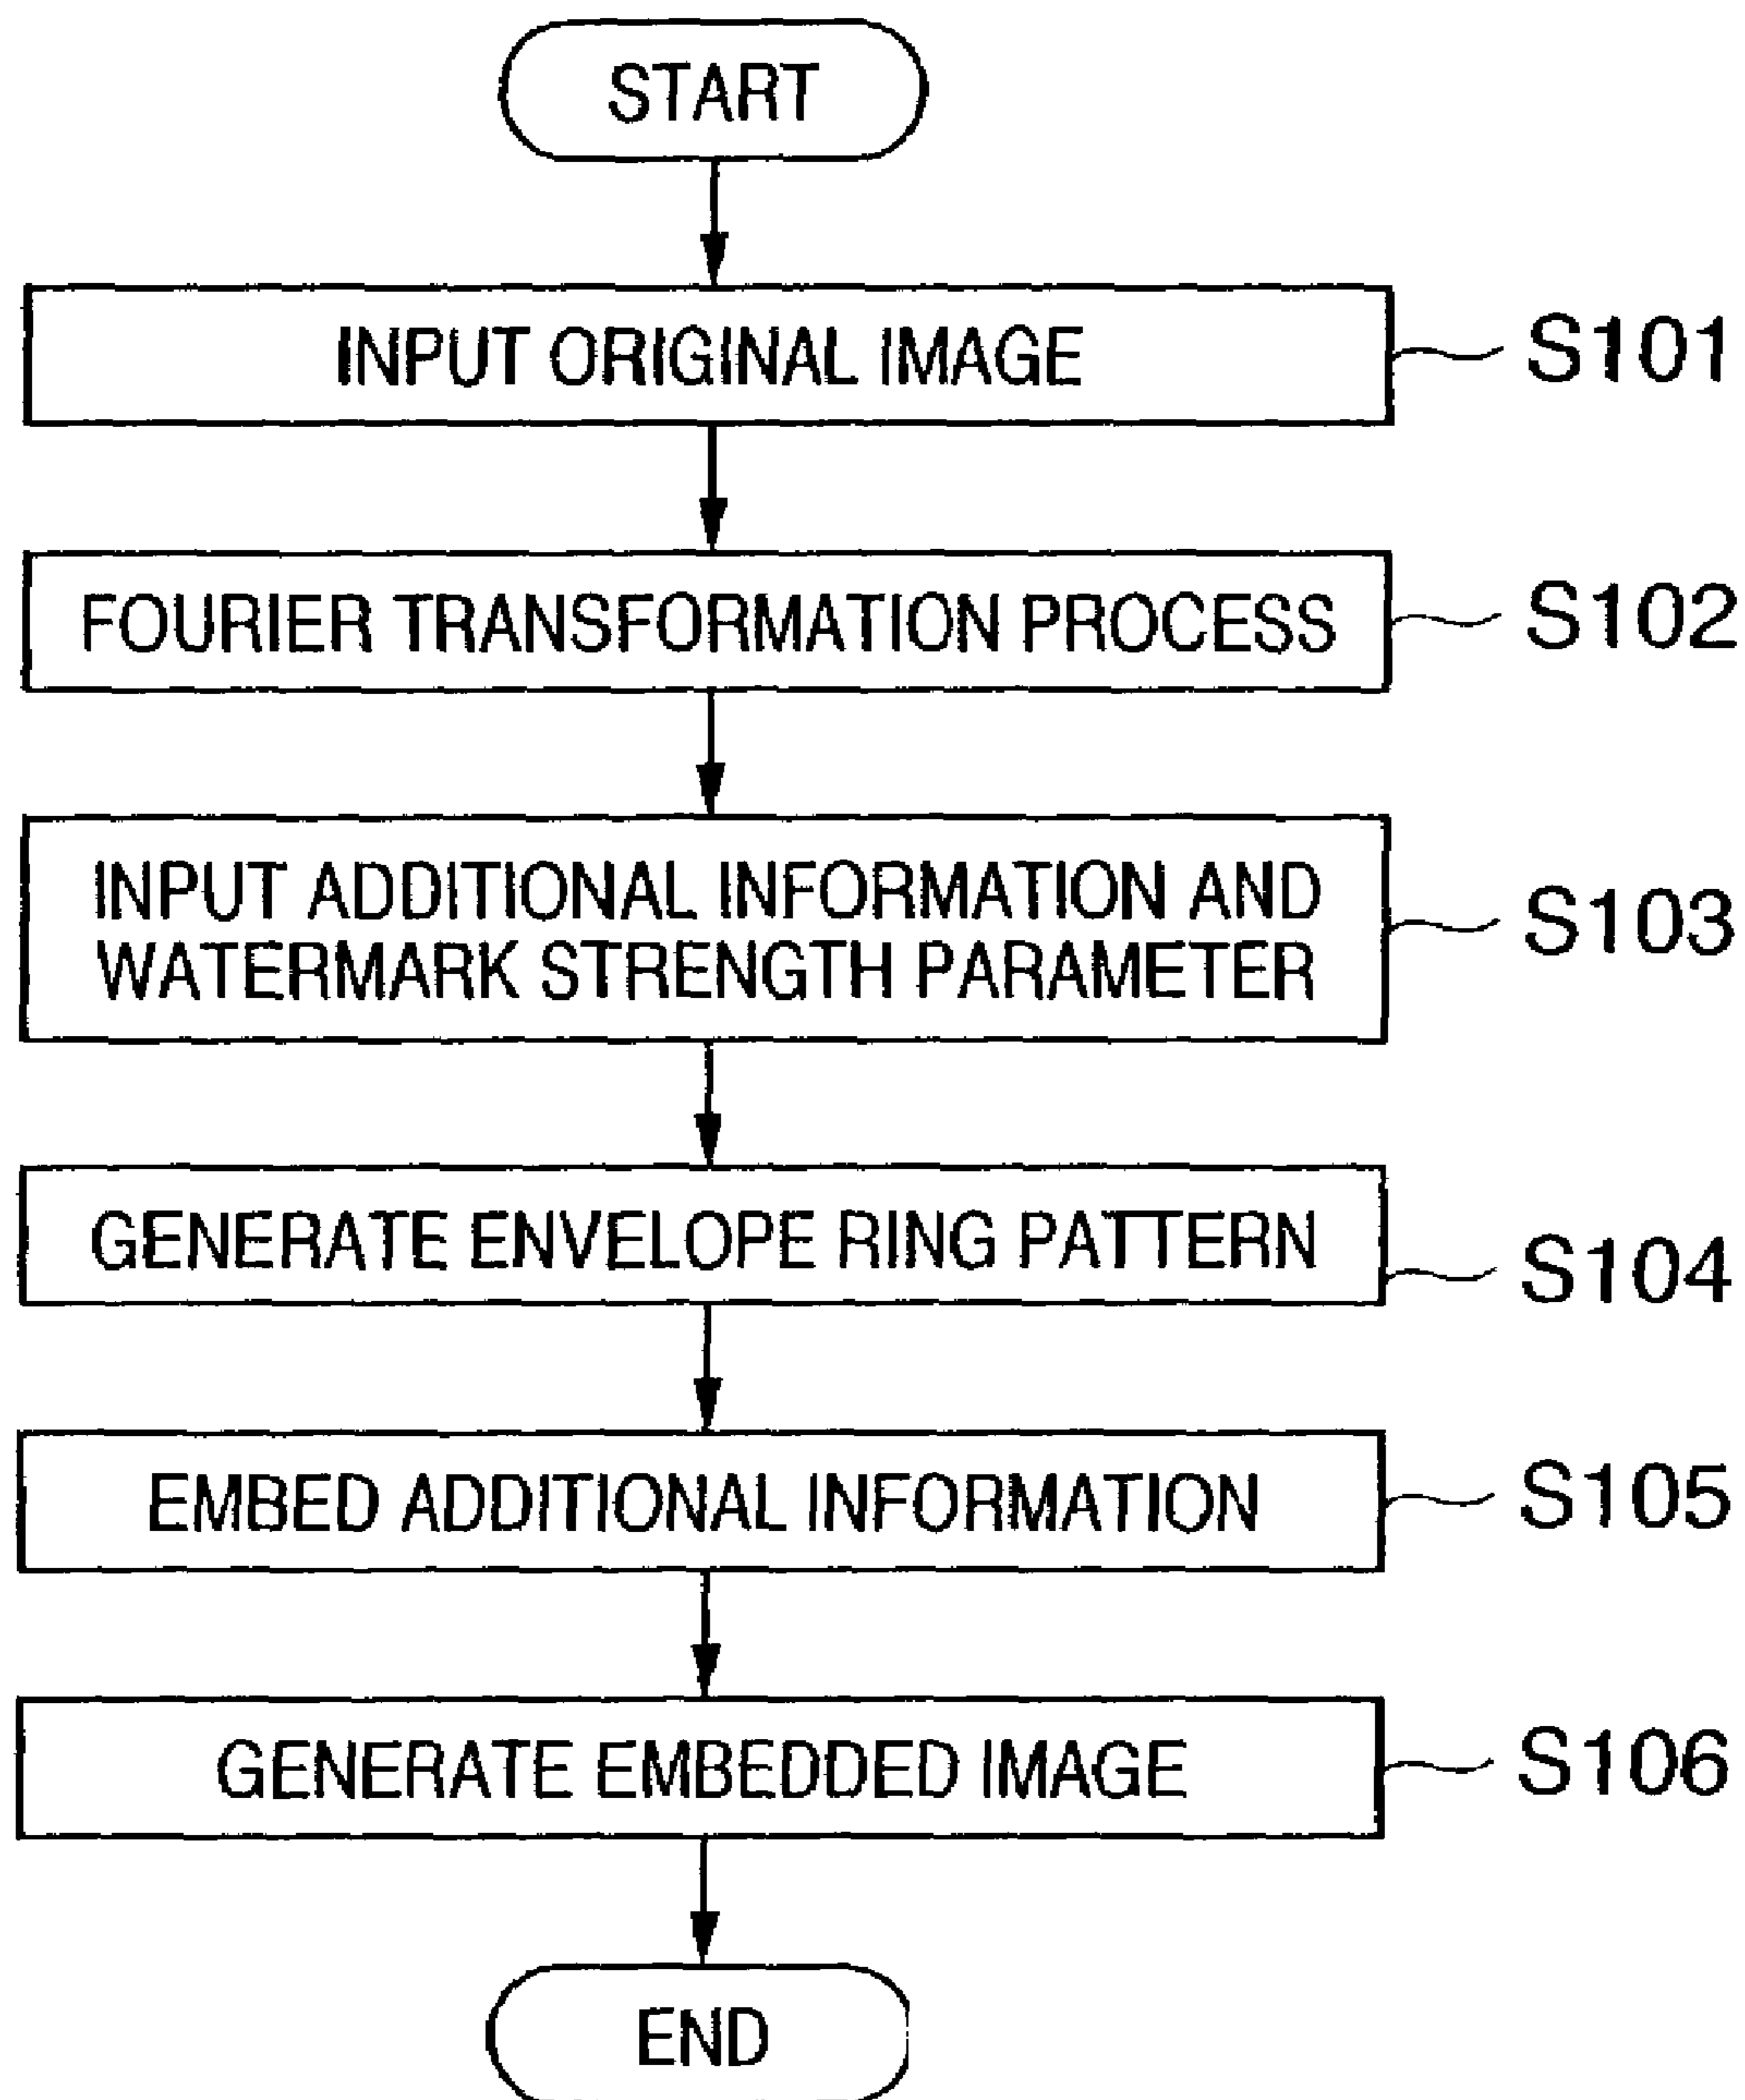 START
INPUT ORIGINAL IMAGE
S101
FOURIER TRANSFORMATION PROCESS
S102
INPUT ADDITIONAL INFORMATION AND
WATERMARK STRENGTH PARAMETER
S103
GENERATE ENVELOPE RING PATTERN
S104
EMBED ADDITIONAL INFORMATION
S105
GENERATE EMBEDDED IMAGE
S106
END